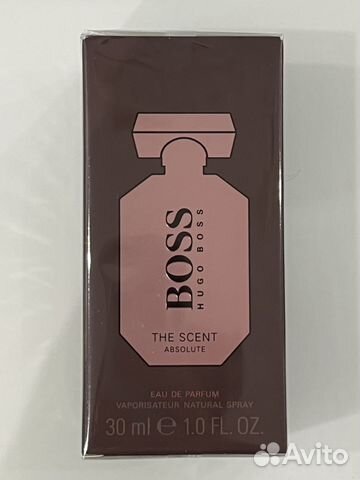 BOSS
HUGO BOSS
THE SCENT
ABSOLUTE
EAU DE PARFUM
VAPORISATEUR NATURAL SPRAY
30 ml ℮ 1.0 FL. OZ.
Avito